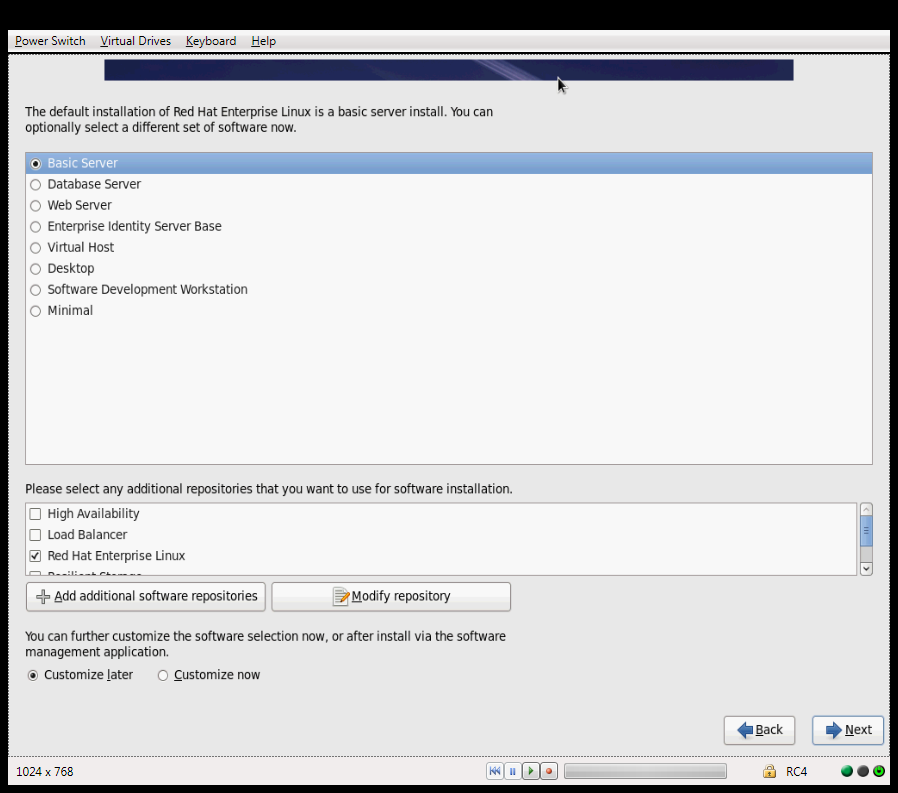 Power Switch Virtual Drives Keyboard Help
The default installation of Red Hat Enterprise Linux is a basic server install. You can
optionally select a different set of software now.
Basic Server
Database Server
Web Server
Enterprise Identity Server Base
Virtual Host
Desktop
Software Development Workstation
Minimal
Please select any additional repositories that you want to use for software installation.
High Availability
Load Balancer
Red Hat Enterprise Linux
Resilient Storage
Add additional software repositories Modify repository
You can further customize the software selection now, or after install via the software
management application.
Customize later Customize now
Back Next
1024 x 768 RC4